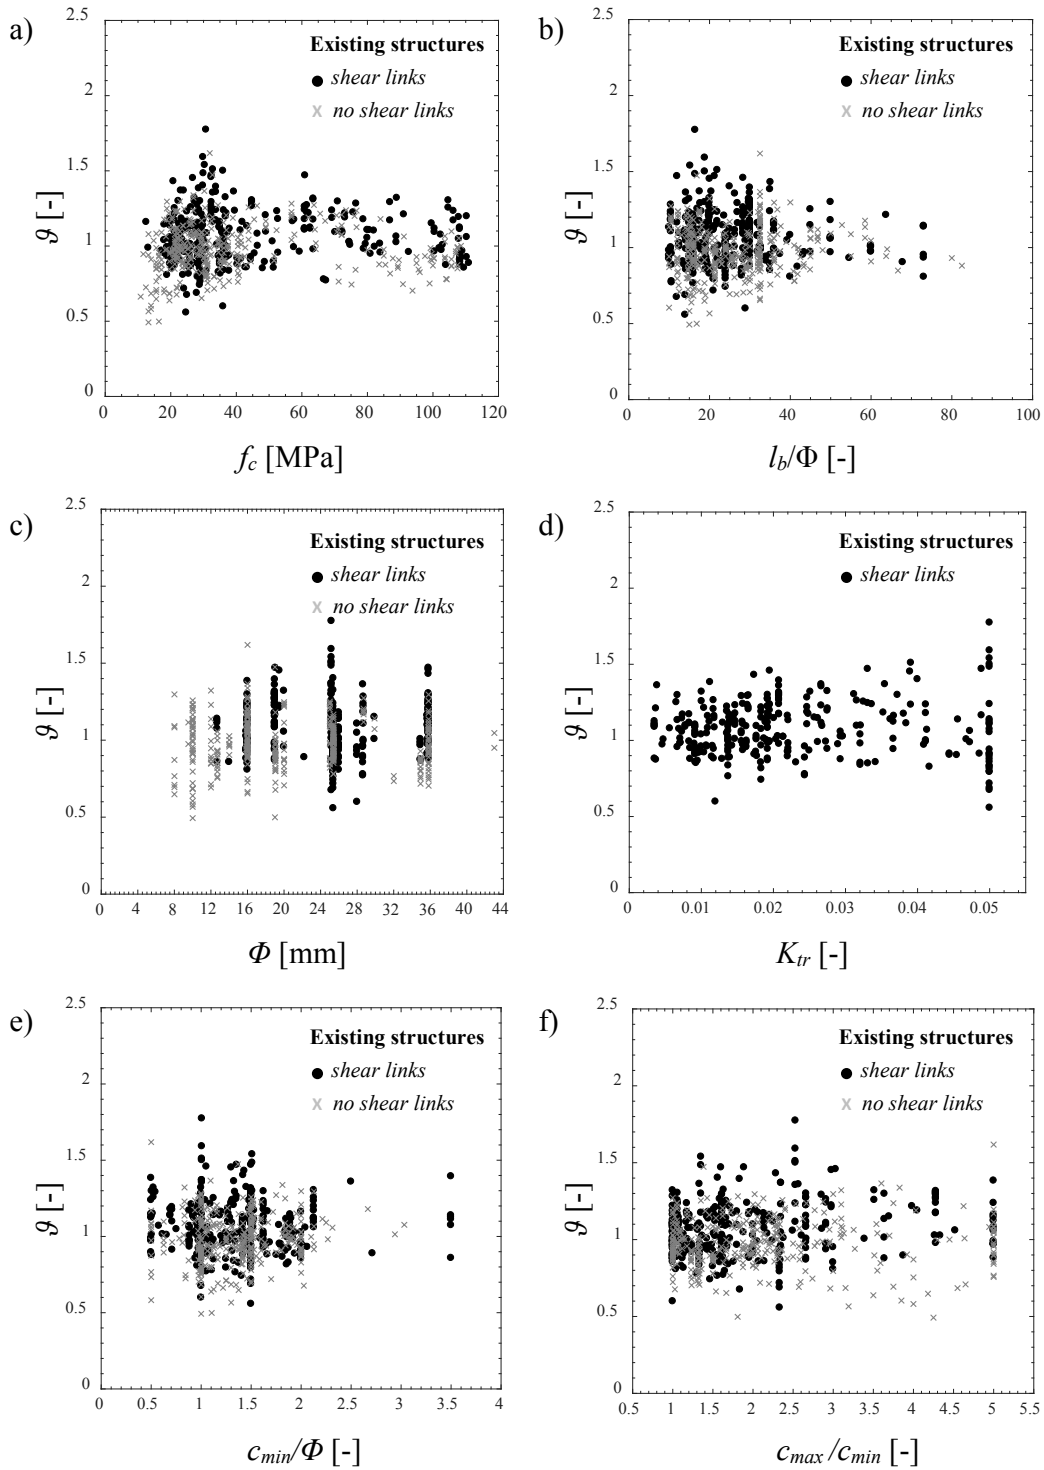 a)
2.5
2
1.5
1
0.5
0
ϑ [-]
Existing structures
shear links
no shear links
0 20 40 60 80 100 120
f_c [MPa]
b)
2.5
2
1.5
1
0.5
0
ϑ [-]
Existing structures
shear links
no shear links
0 20 40 60 80 100
l_b/Φ [-]
c)
2.5
2
1.5
1
0.5
0
ϑ [-]
Existing structures
shear links
no shear links
0 4 8 12 16 20 24 28 32 36 40 44
Φ [mm]
d)
2.5
2
1.5
1
0.5
0
ϑ [-]
Existing structures
shear links
0 0.01 0.02 0.03 0.04 0.05
K_tr [-]
e)
2.5
2
1.5
1
0.5
0
ϑ [-]
Existing structures
shear links
no shear links
0 0.5 1 1.5 2 2.5 3 3.5 4
c_min/Φ [-]
f)
2.5
2
1.5
1
0.5
0
ϑ [-]
Existing structures
shear links
no shear links
0.5 1 1.5 2 2.5 3 3.5 4 4.5 5 5.5
c_max/c_min [-]